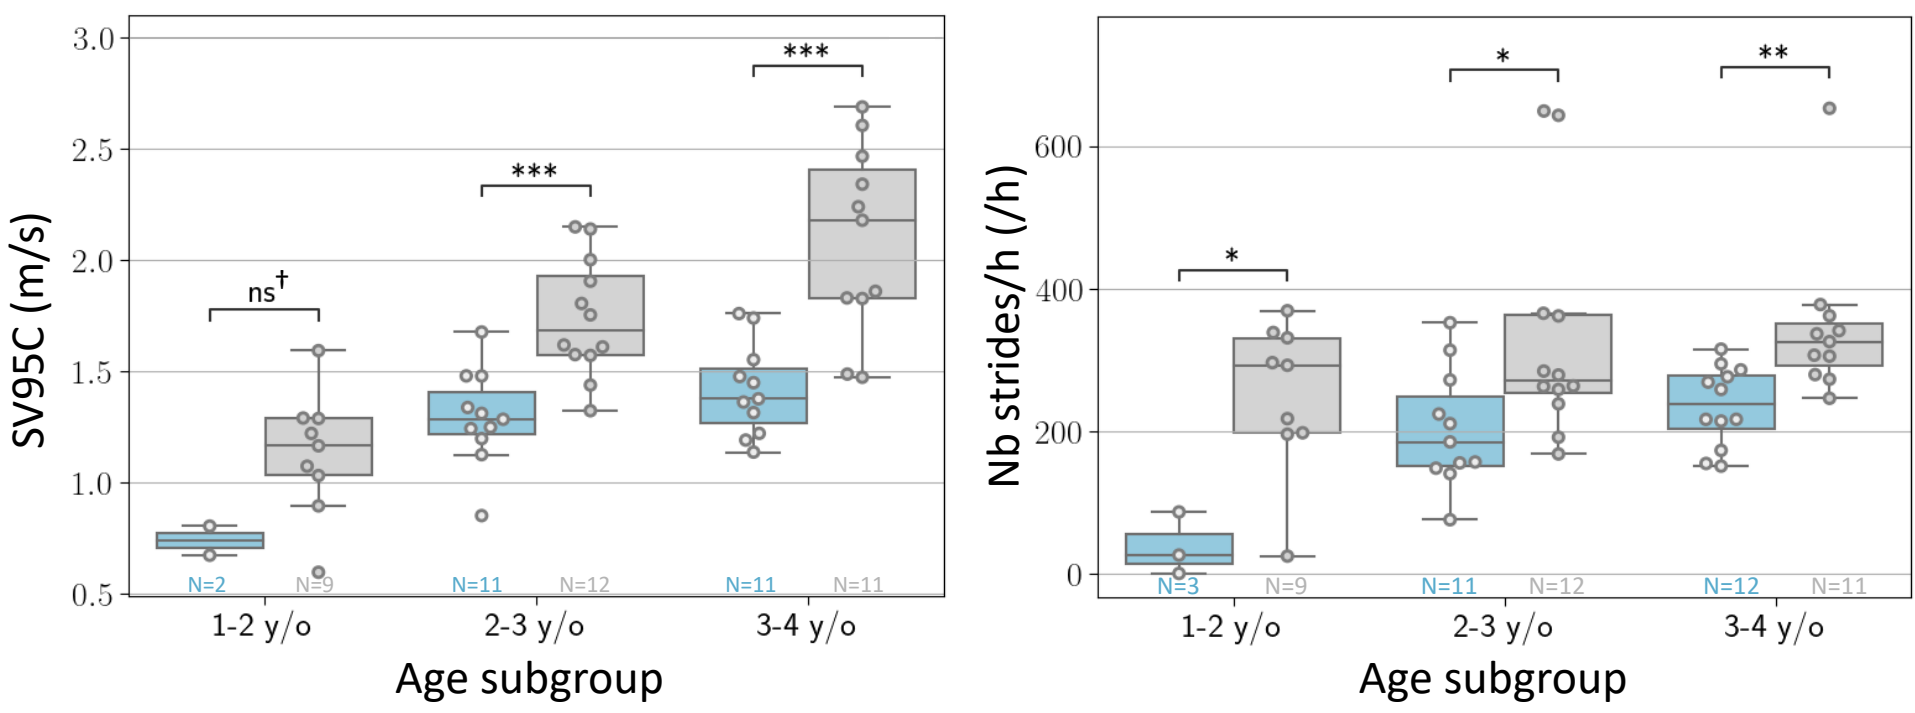 SV95C (m/s)
3.0
2.5
2.0
1.5
1.0
0.5
ns†
***
***
N=2 N=9 N=11 N=12 N=11 N=11
1-2 y/o 2-3 y/o 3-4 y/o
Age subgroup
Nb strides/h (/h)
600
400
200
0
*
*
**
N=3 N=9 N=11 N=12 N=12 N=11
1-2 y/o 2-3 y/o 3-4 y/o
Age subgroup